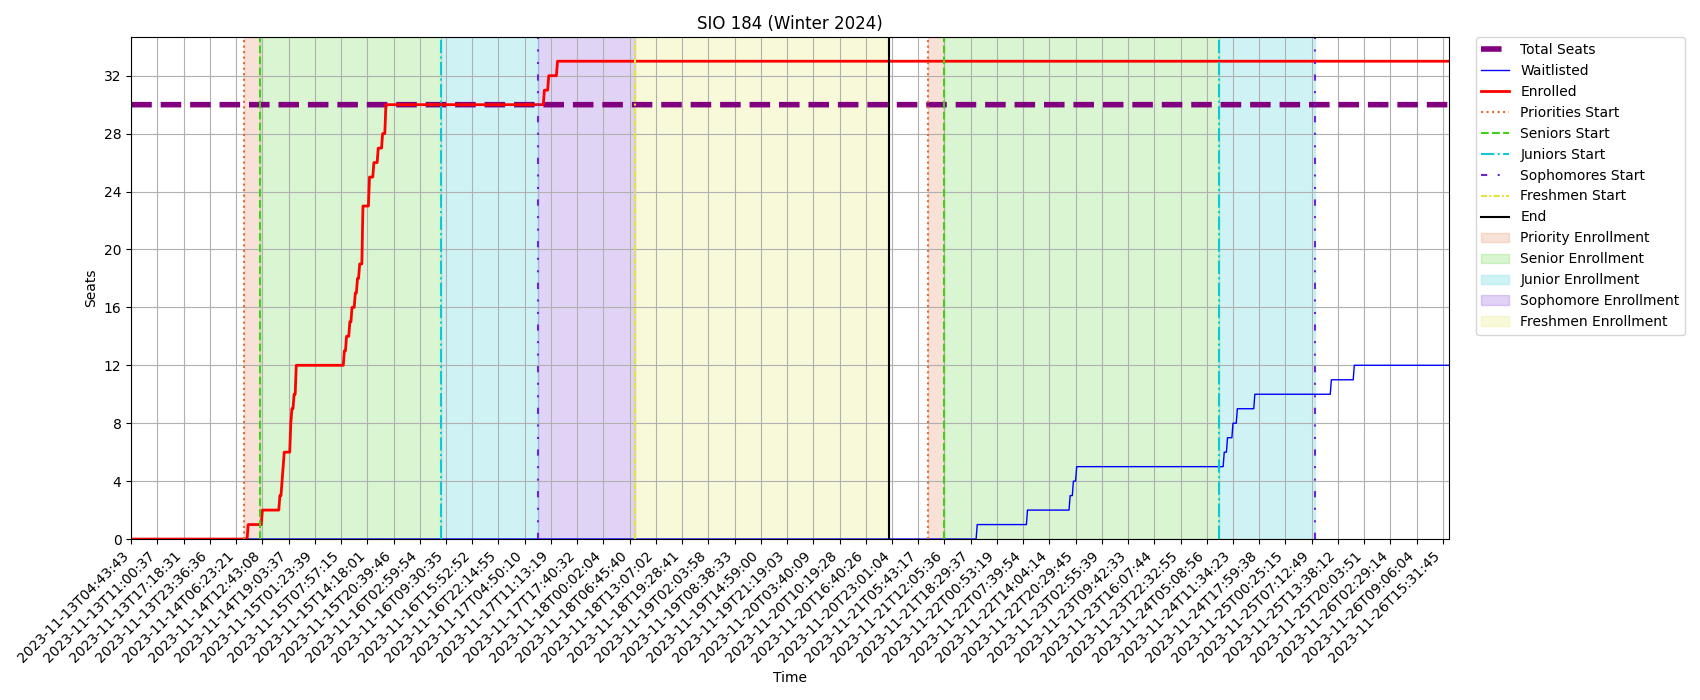 SIO 184 (Winter 2024)
Seats
32
28
24
20
16
12
8
4
0
2023-11-13T04:43:43
2023-11-13T11:00:37
2023-11-13T17:18:31
2023-11-13T23:36:36
2023-11-14T06:23:21
2023-11-14T12:43:08
2023-11-14T19:03:37
2023-11-15T01:23:39
2023-11-15T07:57:15
2023-11-15T14:18:01
2023-11-15T20:39:46
2023-11-16T02:59:54
2023-11-16T09:30:35
2023-11-16T15:52:52
2023-11-16T22:14:55
2023-11-17T04:50:10
2023-11-17T11:13:19
2023-11-17T17:40:32
2023-11-18T00:02:04
2023-11-18T06:45:40
2023-11-18T13:07:02
2023-11-18T19:28:41
2023-11-19T02:03:58
2023-11-19T08:38:33
2023-11-19T14:59:00
2023-11-19T21:19:03
2023-11-20T03:40:09
2023-11-20T10:19:28
2023-11-20T16:40:26
2023-11-20T23:01:04
2023-11-21T05:43:17
2023-11-21T12:05:36
2023-11-21T18:29:37
2023-11-22T00:53:19
2023-11-22T07:39:54
2023-11-22T14:04:14
2023-11-22T20:29:45
2023-11-23T02:55:39
2023-11-23T09:42:33
2023-11-23T16:07:44
2023-11-23T22:32:55
2023-11-24T05:08:56
2023-11-24T11:34:23
2023-11-24T17:59:38
2023-11-25T00:25:15
2023-11-25T07:12:49
2023-11-25T13:38:12
2023-11-25T20:03:51
2023-11-26T02:29:14
2023-11-26T09:06:04
2023-11-26T15:31:45
Time
Total Seats
Waitlisted
Enrolled
Priorities Start
Seniors Start
Juniors Start
Sophomores Start
Freshmen Start
End
Priority Enrollment
Senior Enrollment
Junior Enrollment
Sophomore Enrollment
Freshmen Enrollment